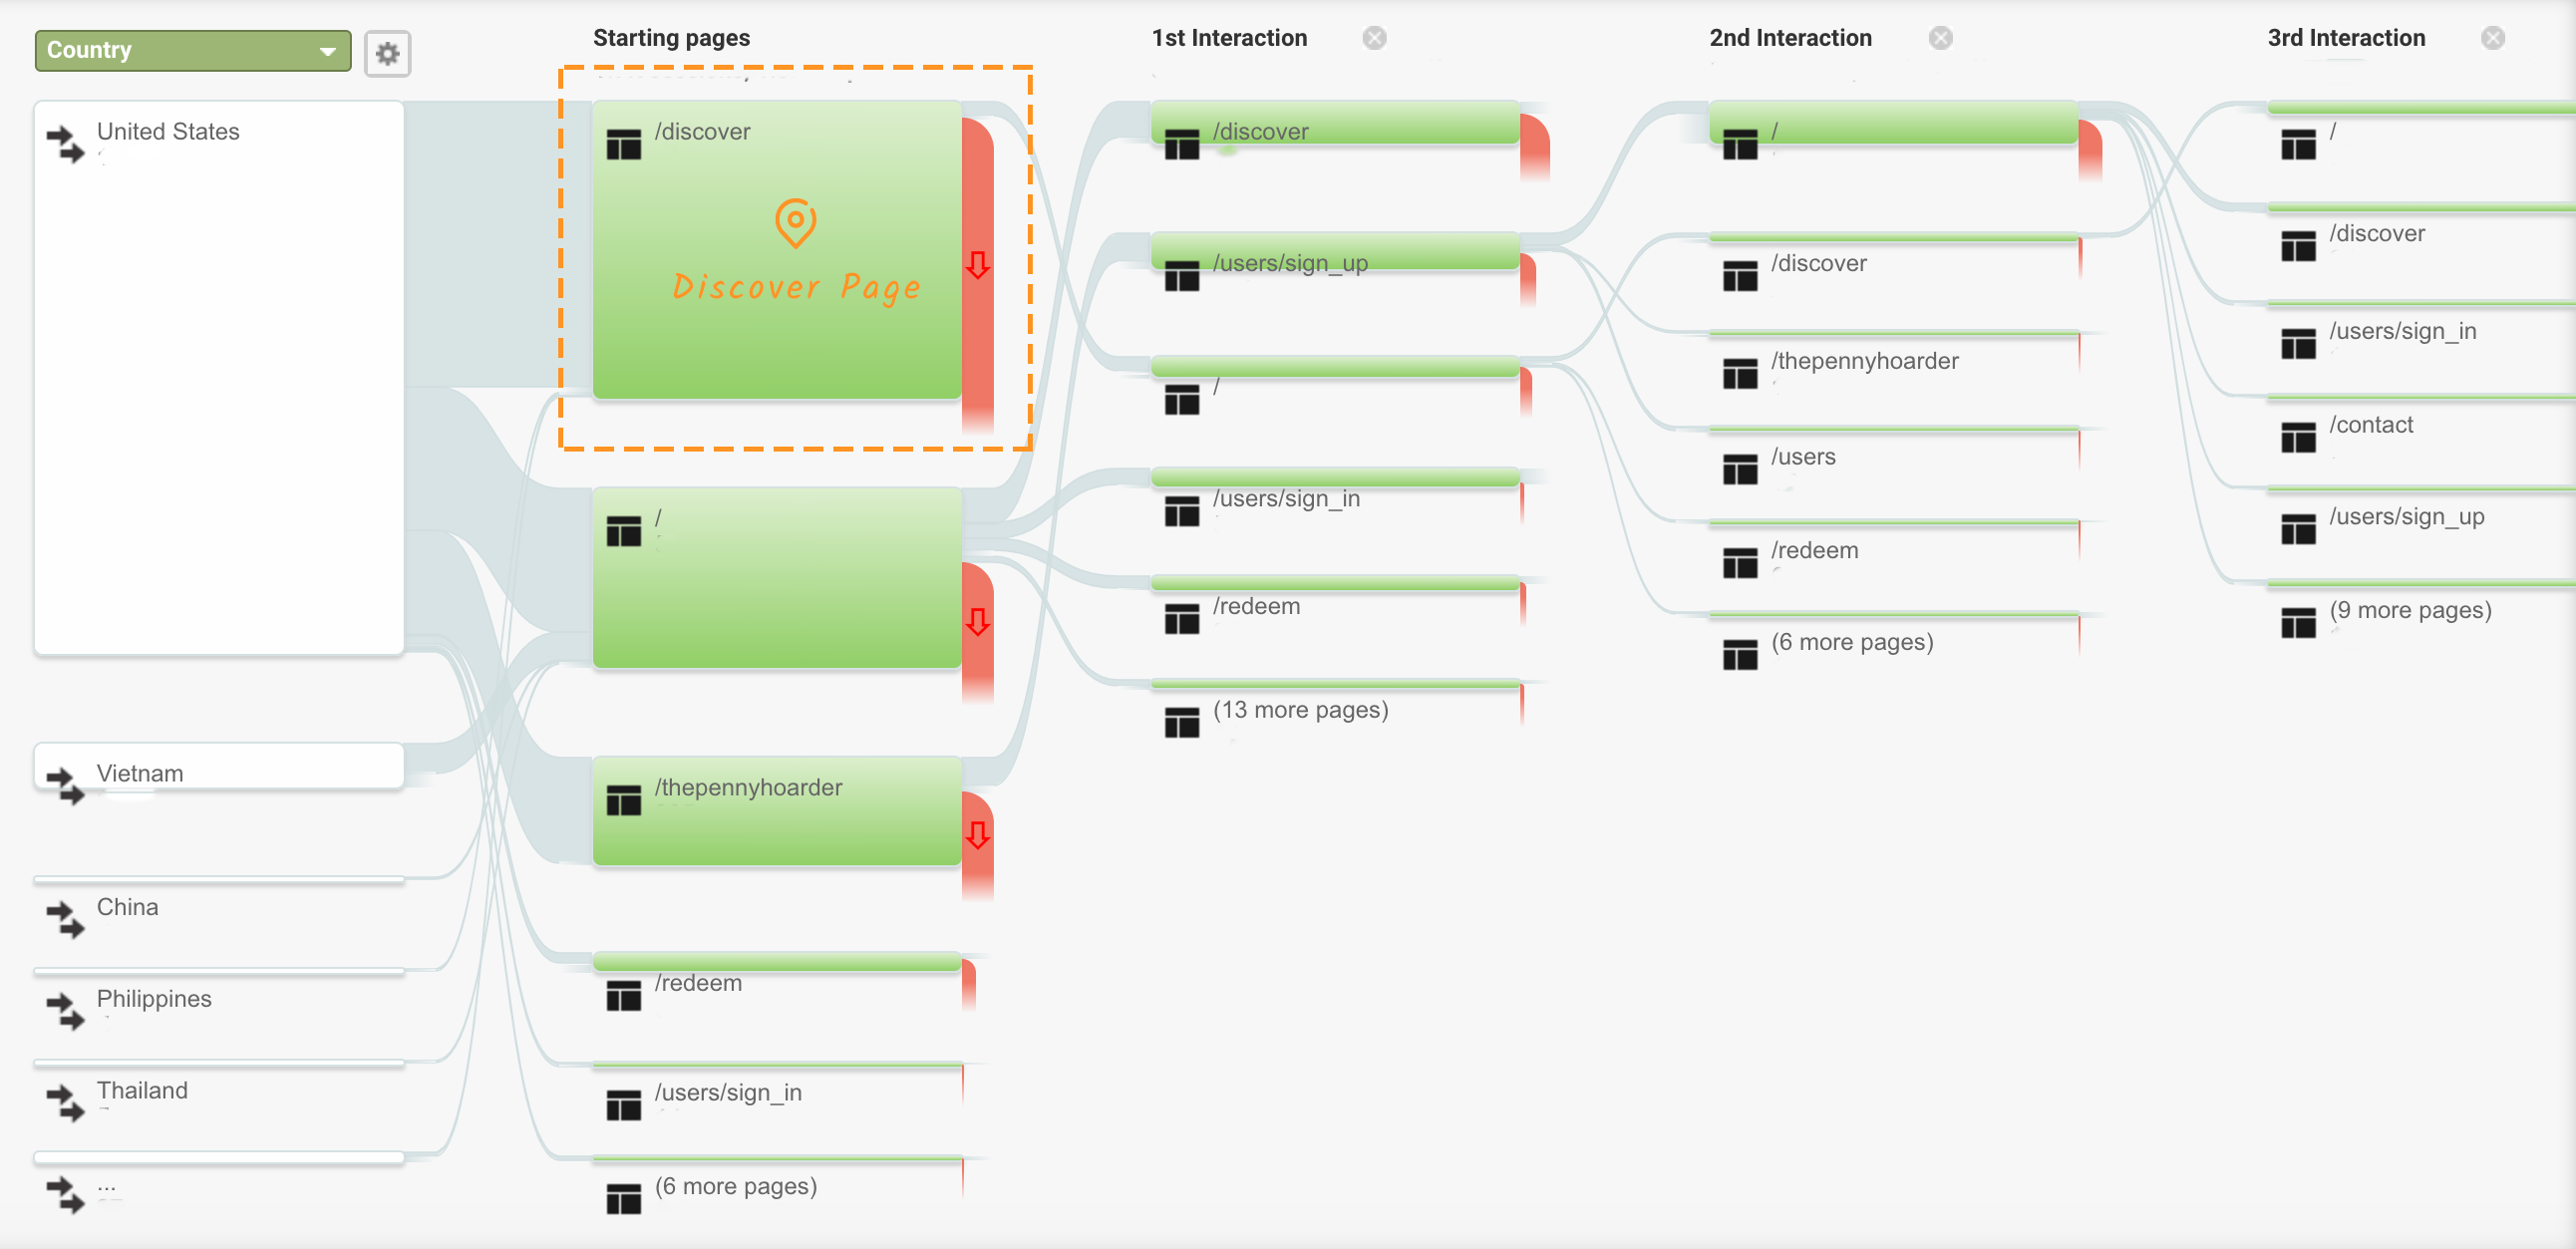 Country
United States
Vietnam
China
Philippines
Thailand
...
Starting pages
/discover
Discover Page
/
/thepennyhoarder
/redeem
/users/sign_in
(6 more pages)
1st Interaction
/discover
/users/sign_up
/
/users/sign_in
/redeem
(13 more pages)
2nd Interaction
/
/discover
/thepennyhoarder
/users
/redeem
(6 more pages)
3rd Interaction
/
/discover
/users/sign_in
/contact
/users/sign_up
(9 more pages)